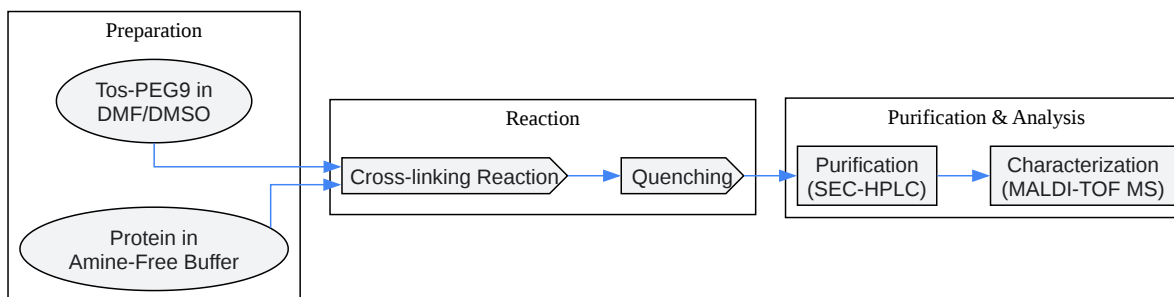 Preparation
Tos-PEG9 in
DMF/DMSO
Protein in
Amine-Free Buffer
Reaction
Cross-linking Reaction
Quenching
Purification & Analysis
Purification
(SEC-HPLC)
Characterization
(MALDI-TOF MS)